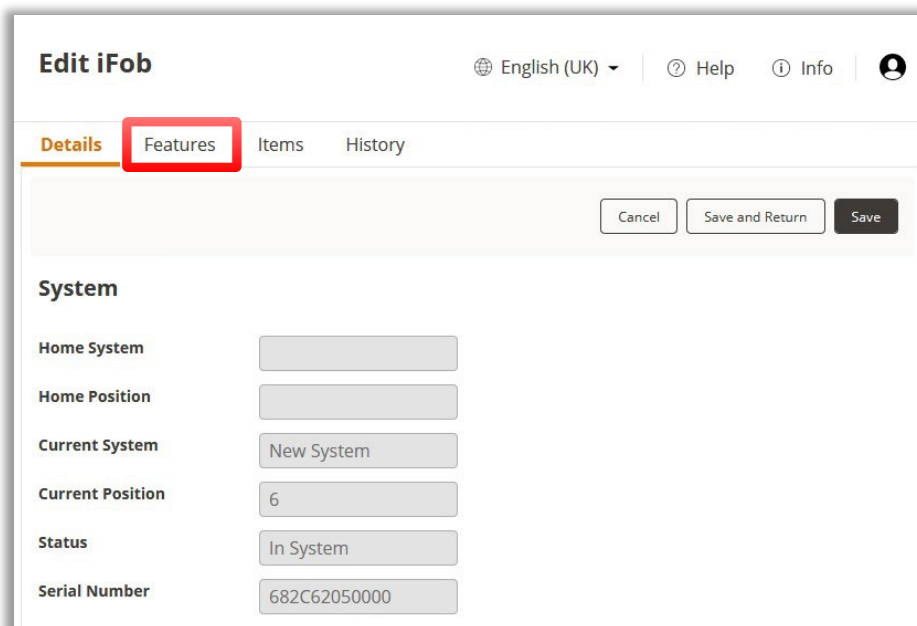 Edit iFob
English (UK) Help Info
Details Features Items History
Cancel Save and Return Save
System
Home System
Home Position
Current System New System
Current Position 6
Status In System
Serial Number 682C62050000